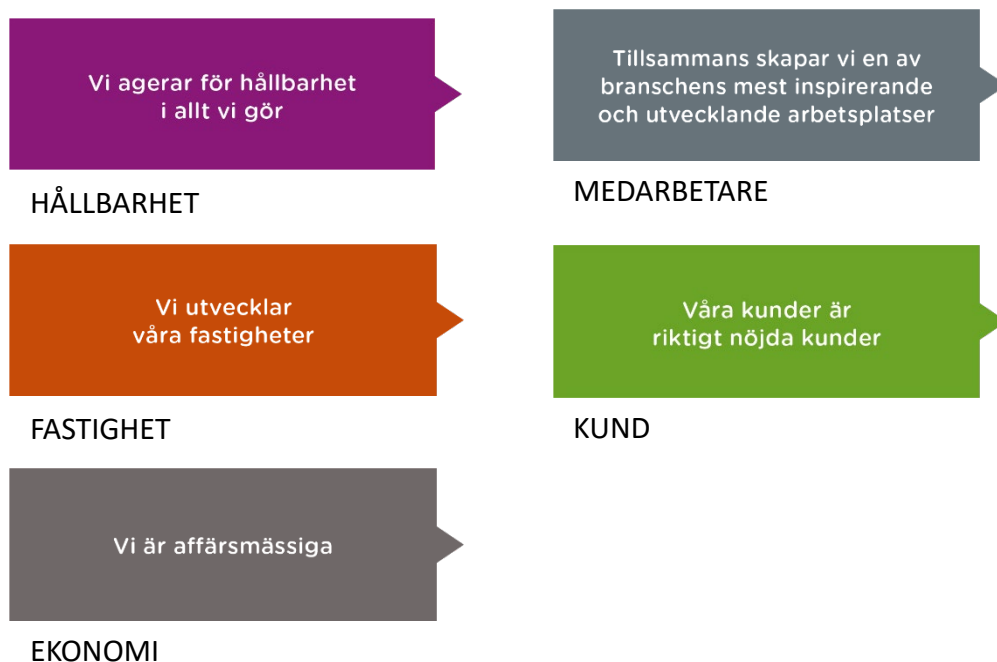 Vi agerar för hållbarhet
i allt vi gör
HÅLLBARHET
Tillsammans skapar vi en av
branschens mest inspirerande
och utvecklande arbetsplatser
MEDARBETARE
Vi utvecklar
våra fastigheter
FASTIGHET
Våra kunder är
riktigt nöjda kunder
KUND
Vi är affärsmässiga
EKONOMI